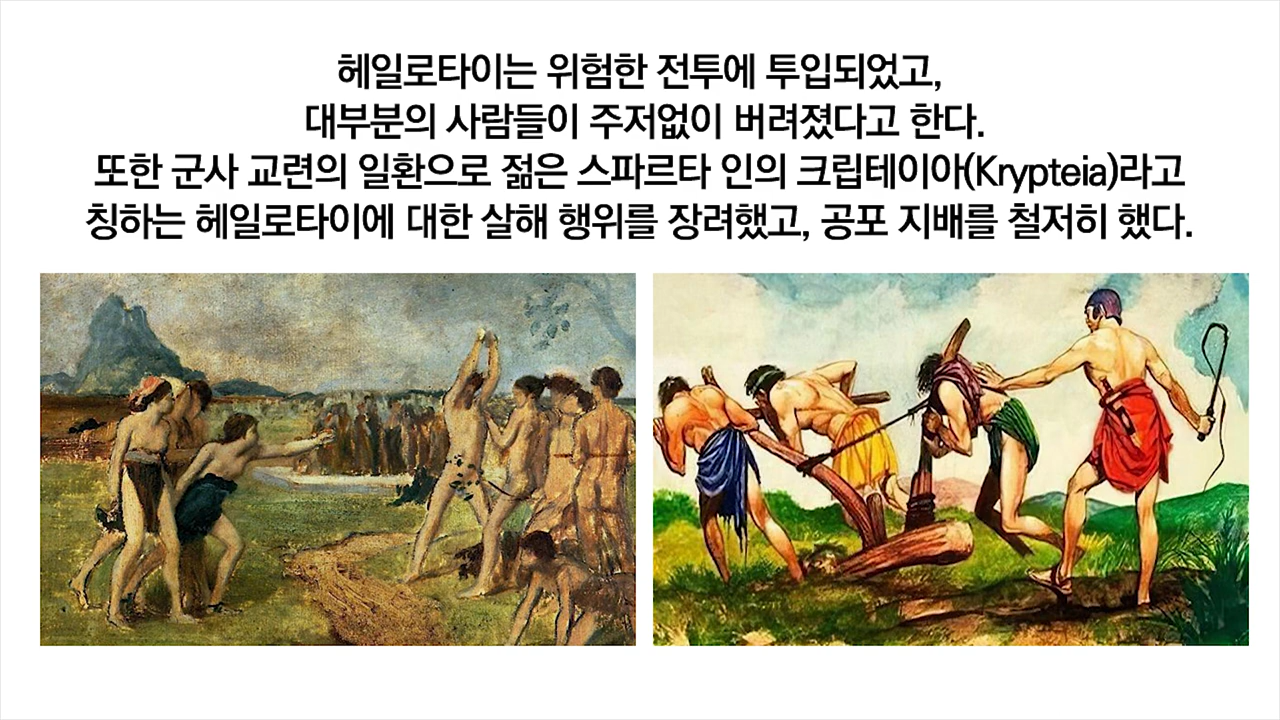 헤일로타이는 위험한 전투에 투입되었고,
대부분의 사람들이 주저없이 버려졌다고 한다.
또한 군사 교련의 일환으로 젊은 스파르타 인의 크립테이아(Krypteia)라고
칭하는 헤일로타이에 대한 살해 행위를 장려했고, 공포 지배를 철저히 했다.